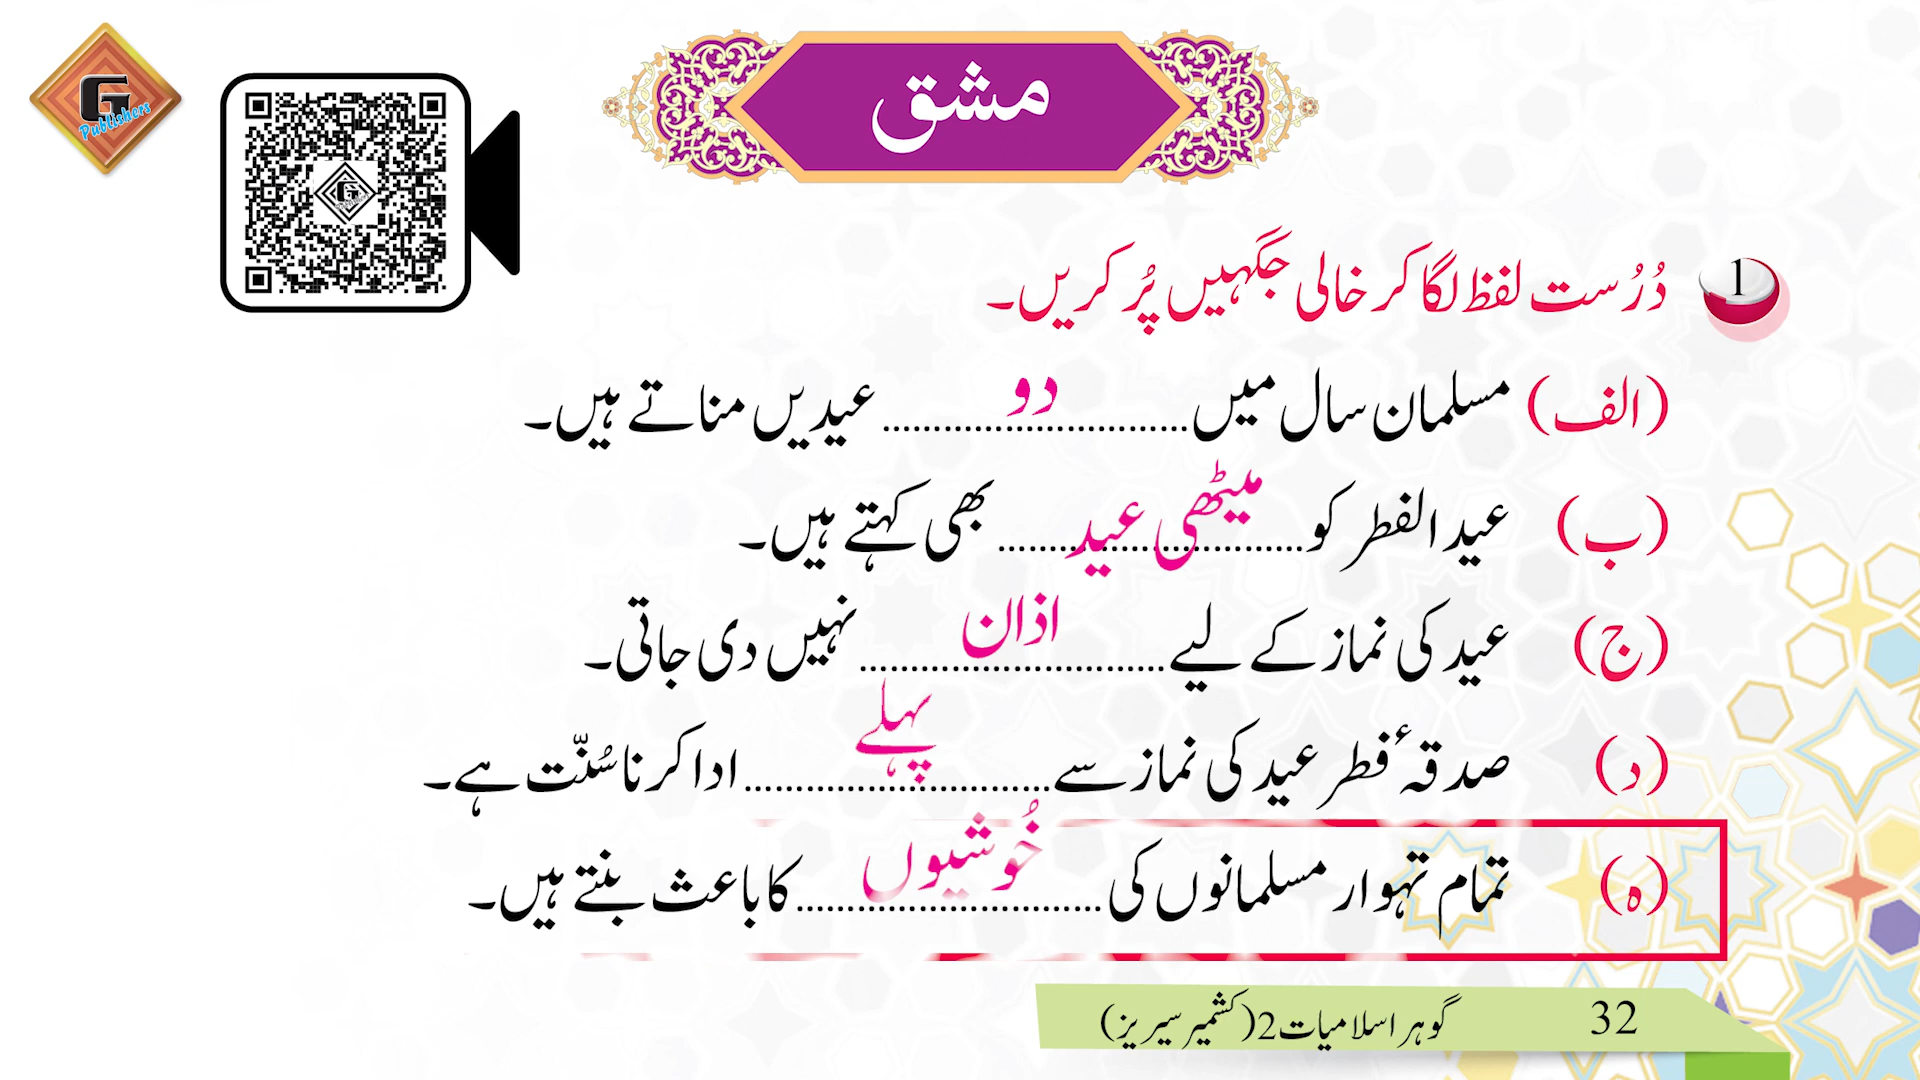 G
Publishers
مشق
1 دُرُست لفظ لگا کر خالی جگہیں پُر کریں۔
(الف) مسلمان سال میں .............................. دو عیدیں مناتے ہیں۔
(ب) عید الفطر کو .............................. میٹھی عید بھی کہتے ہیں۔
(ج) عید کی نماز کے لیے .............................. اذان نہیں دی جاتی۔
(د) صدقۂ فطر عید کی نماز سے .............................. پہلے ادا کرنا سُنّت ہے۔
(ہ) تمام تہوار مسلمانوں کی .............................. خُوشیوں کا باعث بنتے ہیں۔
32 گوہر اسلامیات 2 (کشمیر سیریز)